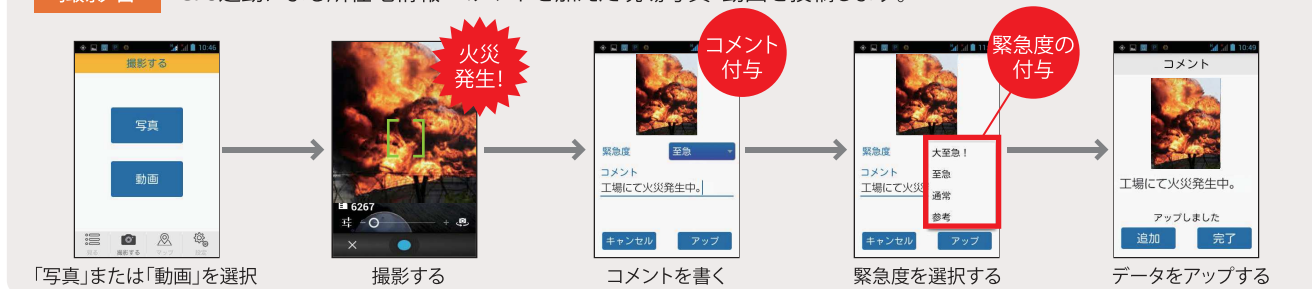 撮影する
写真
動画
撮影する
「写真」または「動画」を選択
火災
発生!
6267
撮影する
コメント
付与
緊急度
至急
コメント
工場にて火災発生中。
キャンセル
アップ
コメントを書く
緊急度の
付与
緊急度
大至急!
至急
通常
参考
コメント
工場にて火災
キャンセル
アップ
緊急度を選択する
10:49
コメント
工場にて火災発生中。
アップしました
追加
完了
データをアップする